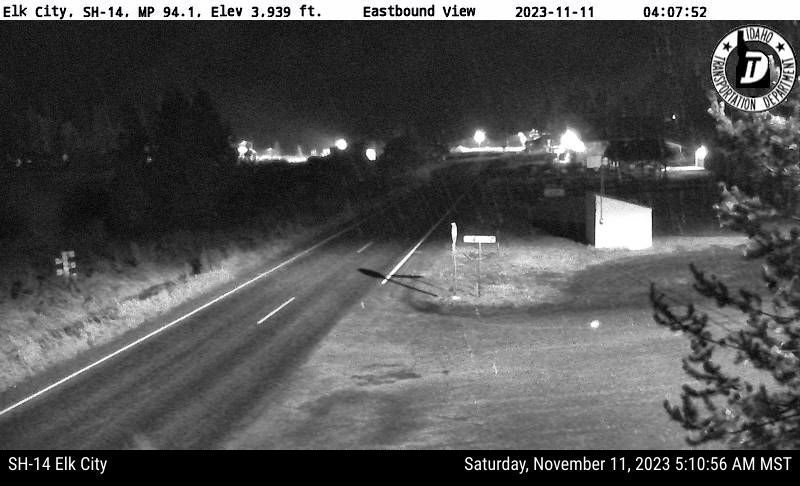 Elk City, SH-14, MP 94.1, Elev 3,939 ft. Eastbound View 2023-11-11 04:07:52
IDAHO
TRANSPORTATION DEPARTMENT
SH-14 Elk City Saturday, November 11, 2023 5:10:56 AM MST